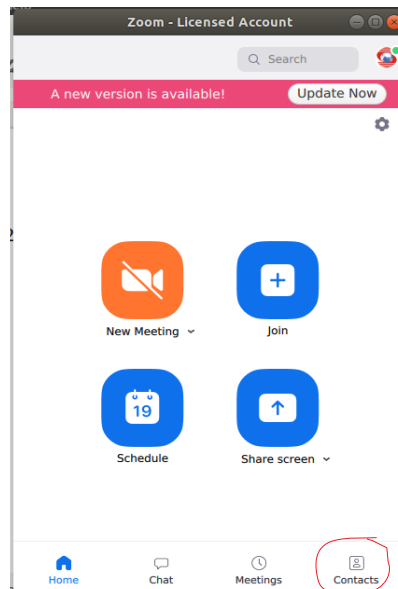 Zoom - Licensed Account
Search
A new version is available!
Update Now
New Meeting
Join
19
Schedule
Share screen
Home
Chat
Meetings
Contacts